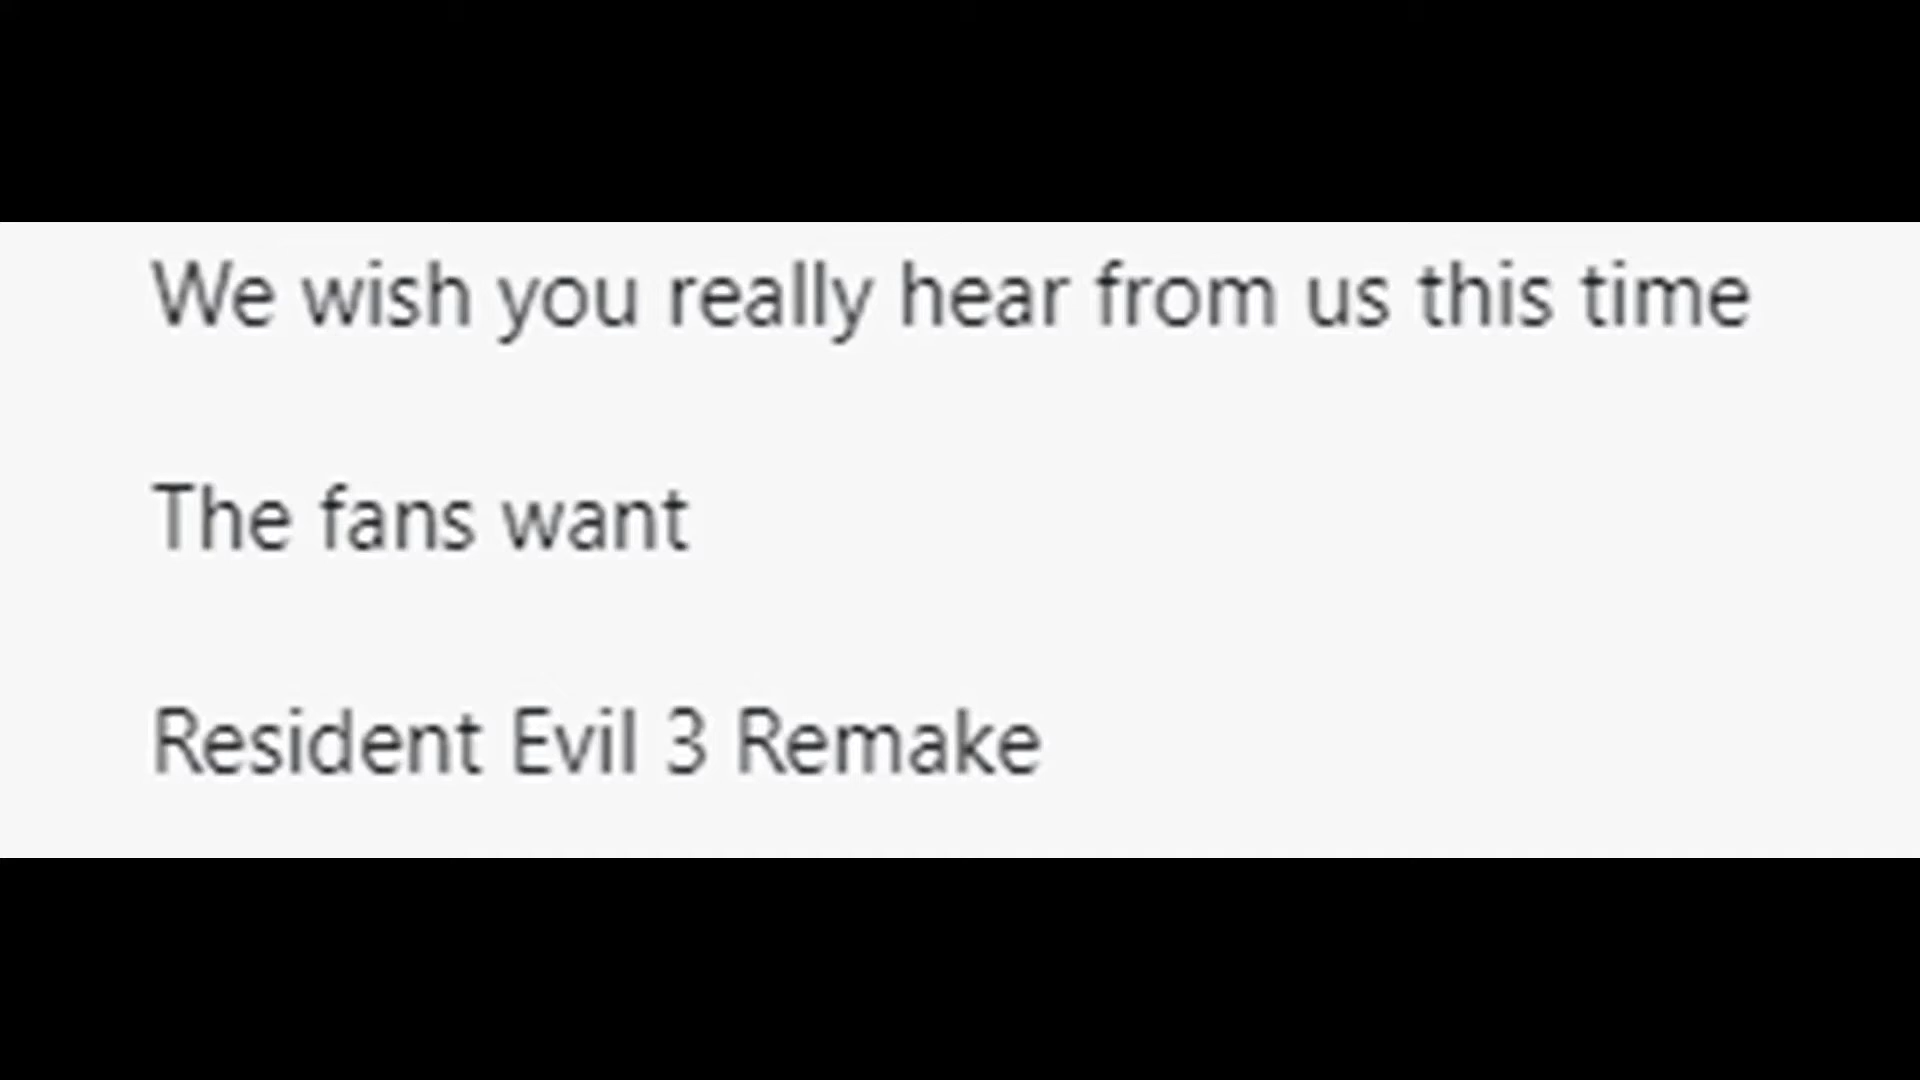 We wish you really hear from us this time
The fans want
Resident Evil 3 Remake